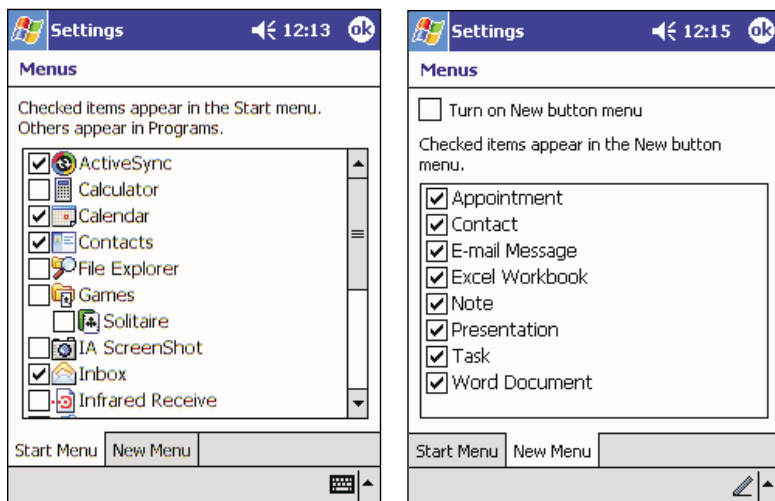 Settings 12:13 ok
Menus
Checked items appear in the Start menu.
Others appear in Programs.
ActiveSync
Calculator
Calendar
Contacts
File Explorer
Games
Solitaire
IA ScreenShot
Inbox
Infrared Receive
Start Menu New Menu
Settings 12:15 ok
Menus
Turn on New button menu
Checked items appear in the New button
menu.
Appointment
Contact
E-mail Message
Excel Workbook
Note
Presentation
Task
Word Document
Start Menu New Menu